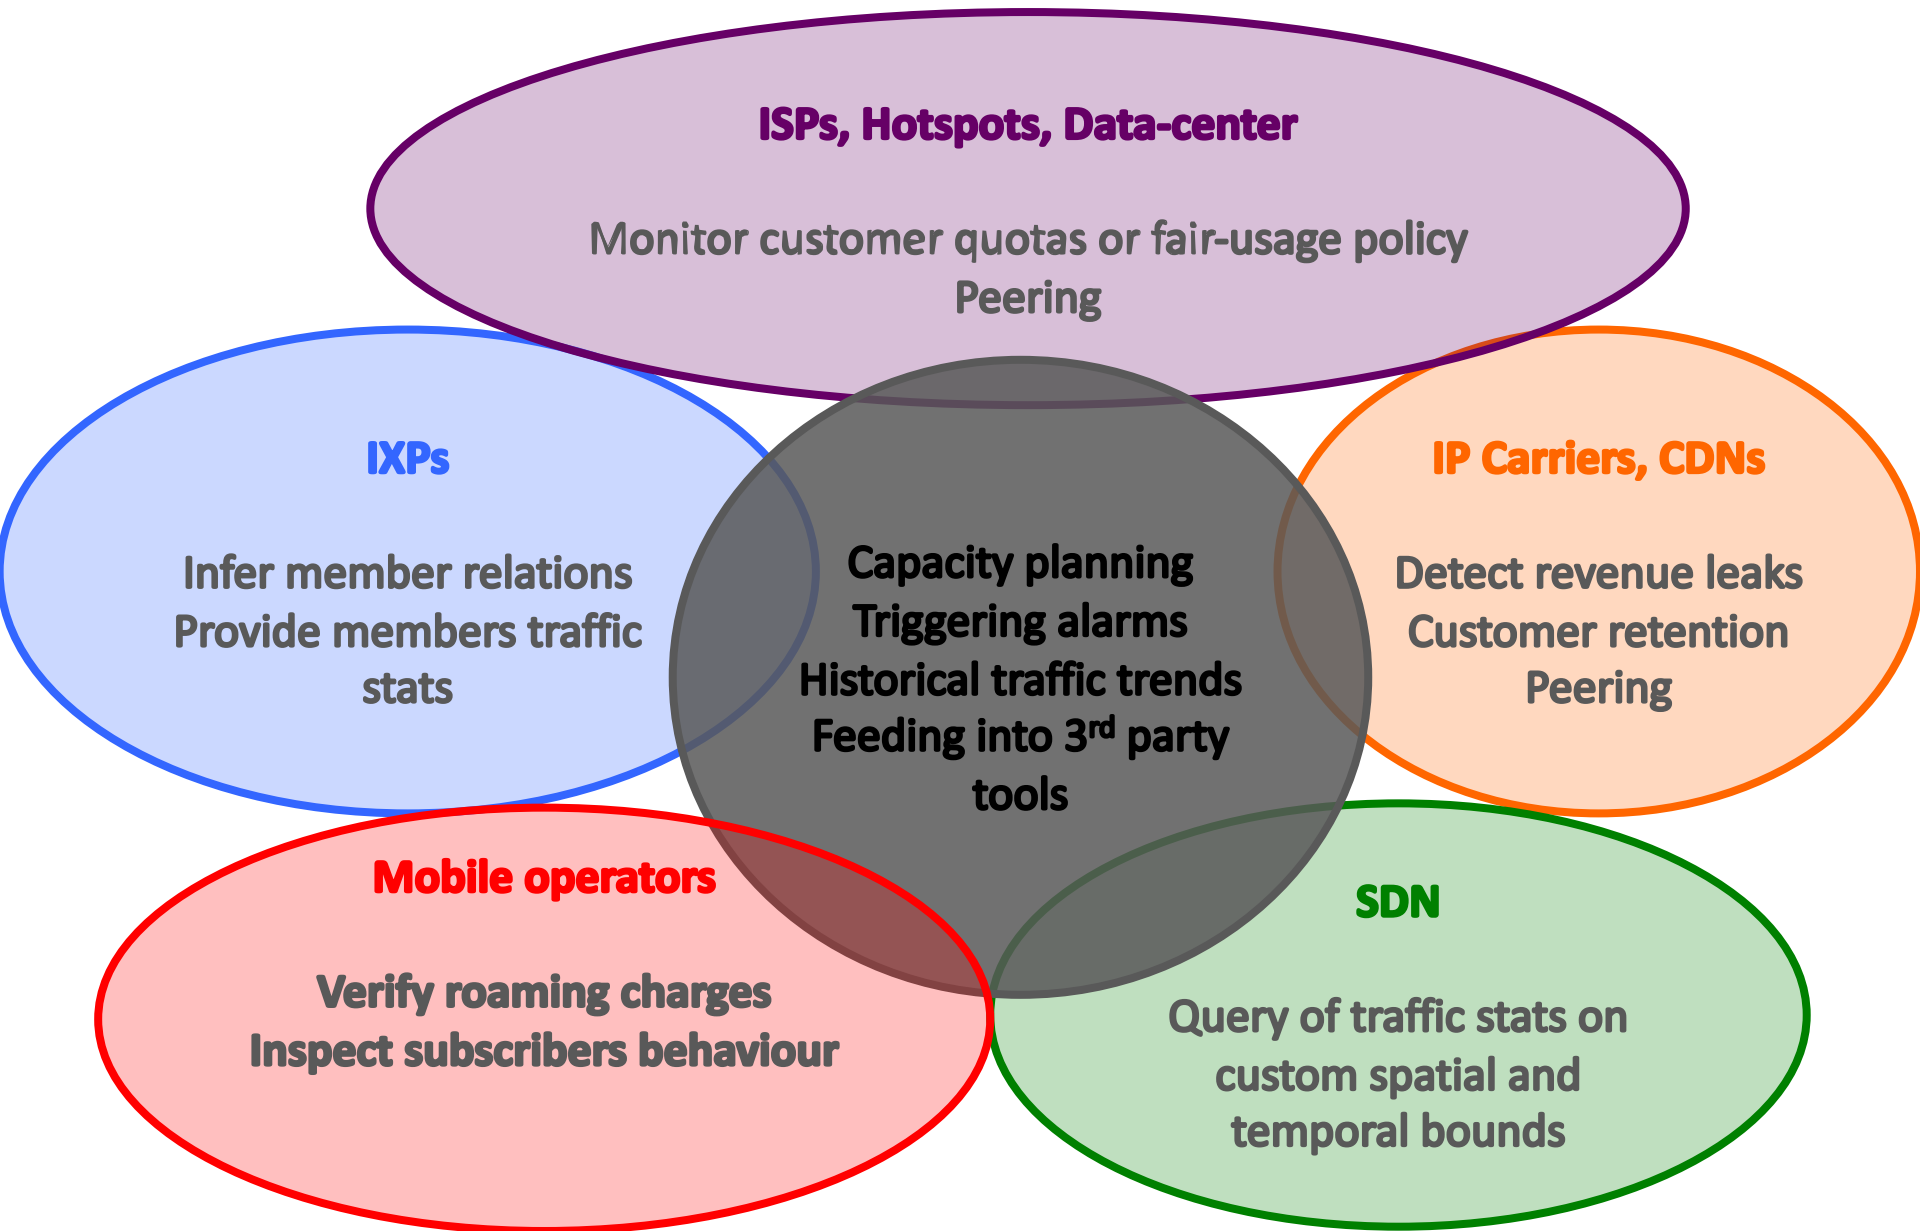 ISPs, Hotspots, Data-center
Monitor customer quotas or fair-usage policy
Peering
IXPs
Infer member relations
Provide members traffic
stats
Capacity planning
Triggering alarms
Historical traffic trends
Feeding into 3rd party
tools
IP Carriers, CDNs
Detect revenue leaks
Customer retention
Peering
Mobile operators
Verify roaming charges
Inspect subscribers behaviour
SDN
Query of traffic stats on
custom spatial and
temporal bounds